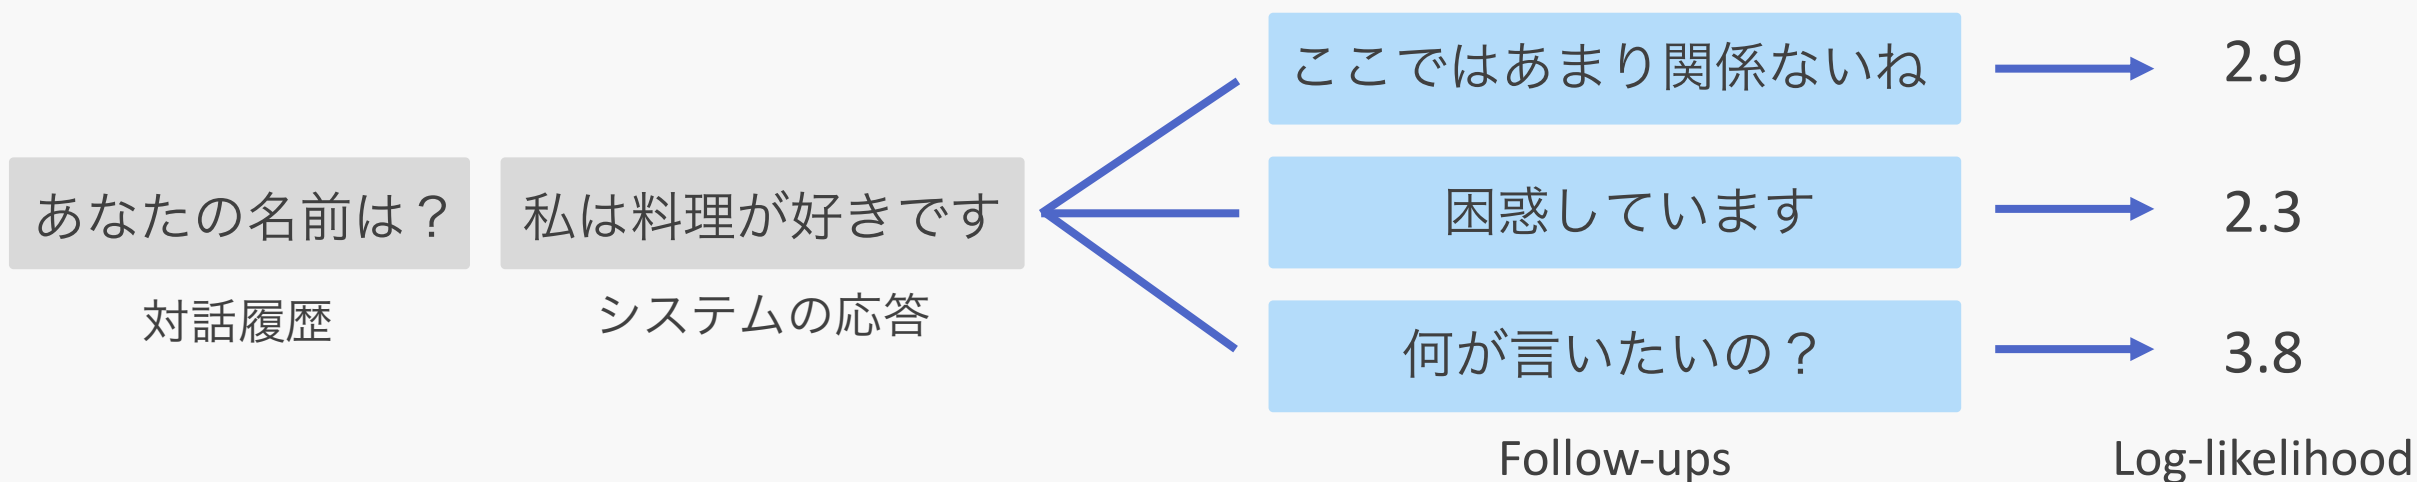 あなたの名前は？
対話履歴
私は料理が好きです
システムの応答
ここではあまり関係ないね
2.9
困惑しています
2.3
何が言いたいの？
3.8
Follow-ups
Log-likelihood